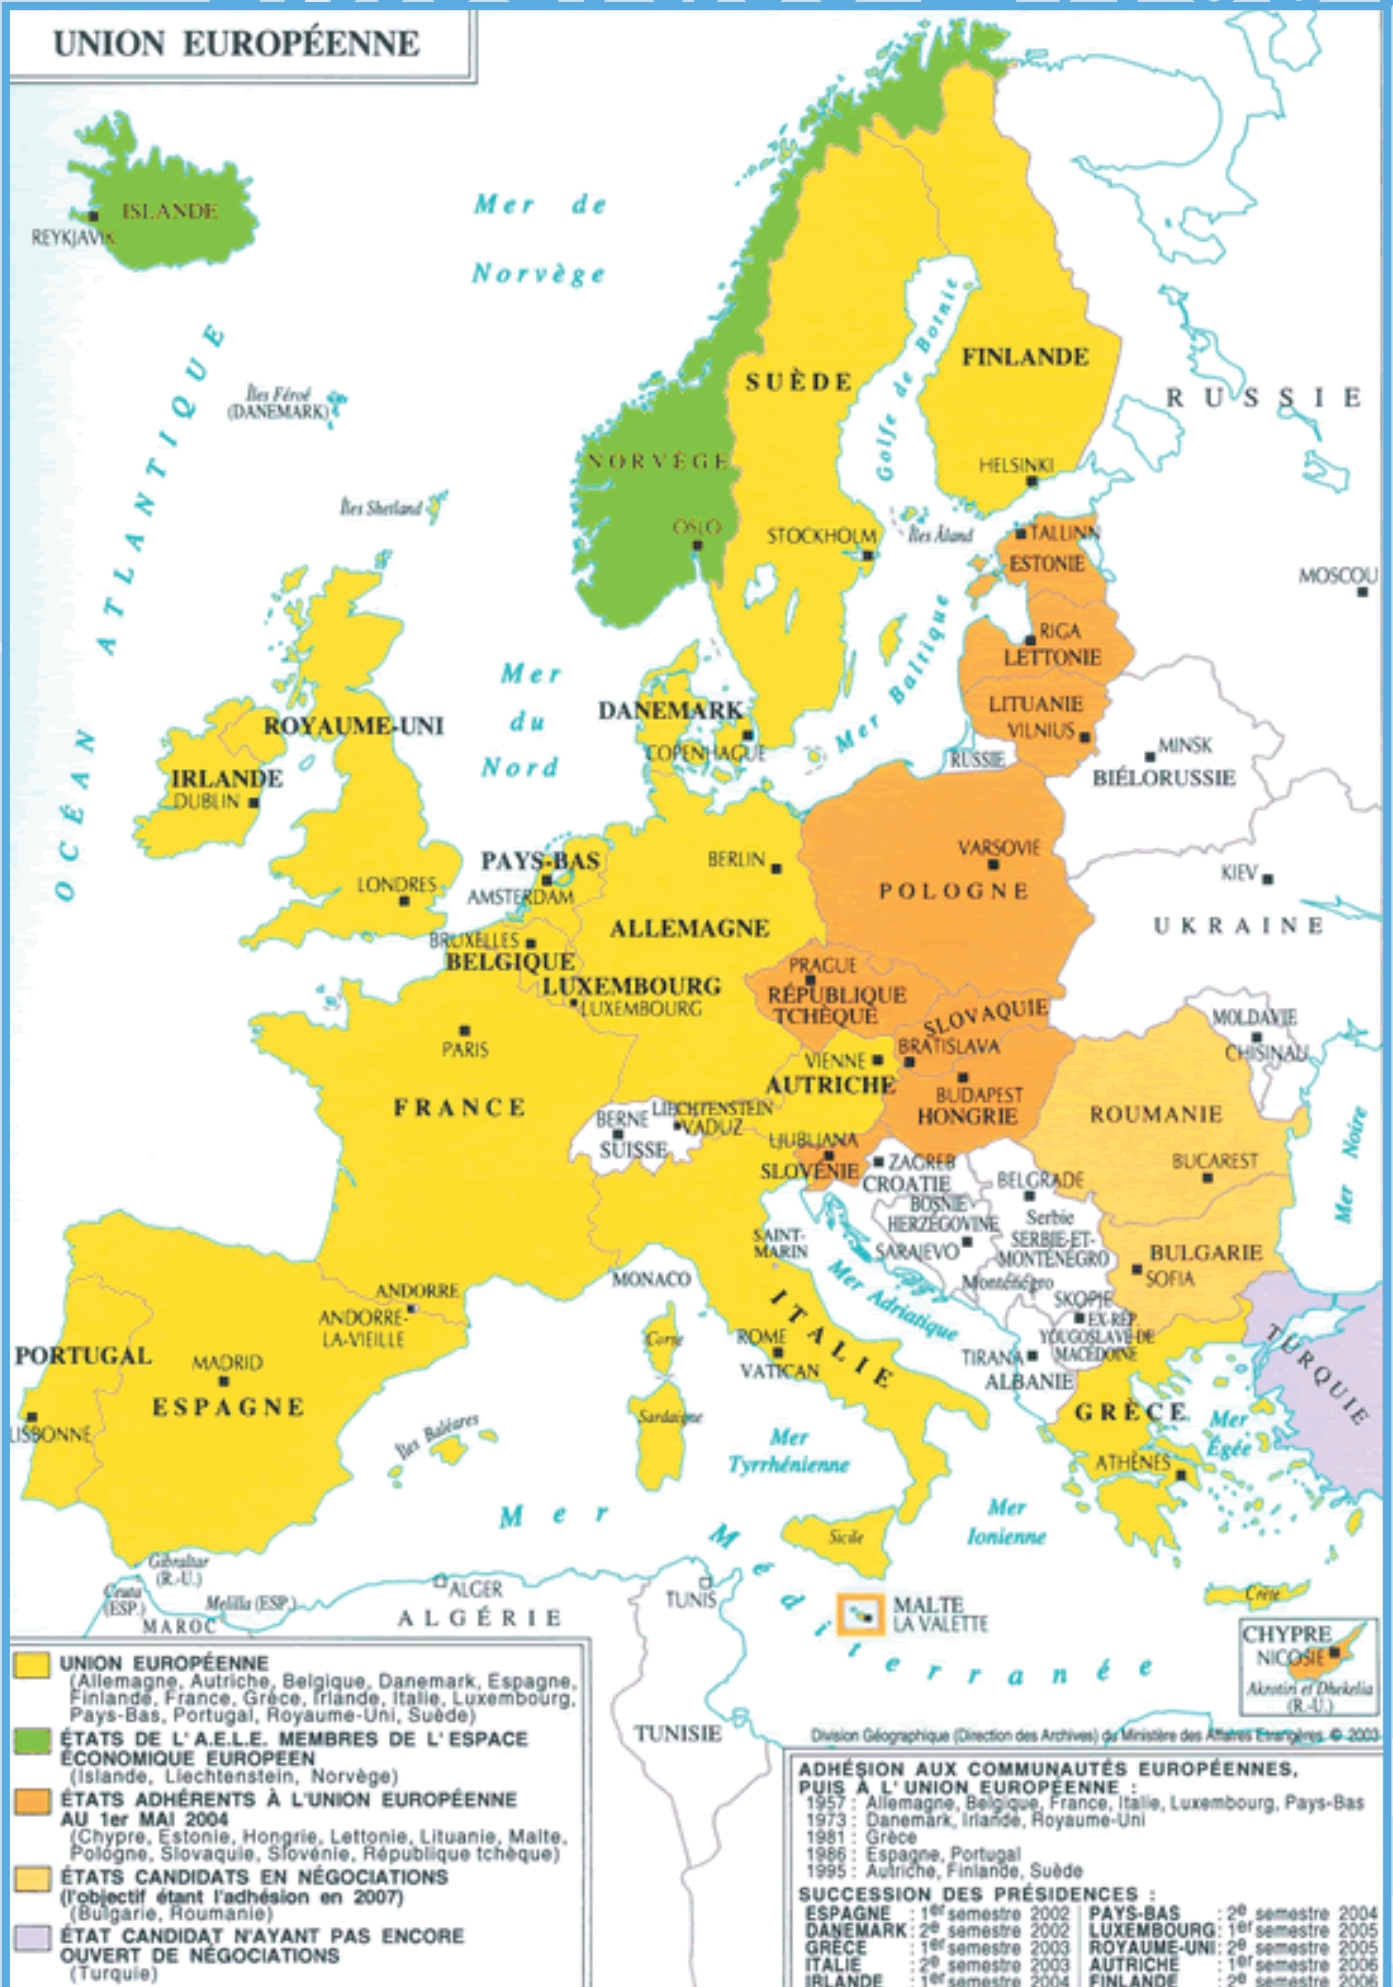 UNION EUROPÉENNE
ISLANDE
REYKJAVIK
Mer de
Norvège
OCÉAN ATLANTIQUE
Îles Féroé
(DANEMARK)
Îles Shetland
SUÈDE
FINLANDE
Golfe de Botnie
RUSSIE
NORVÈGE
OSLO
HELSINKI
STOCKHOLM
Îles Åland
TALLINN
ESTONIE
MOSCOU
RIGA
LETTONIE
Mer Baltique
LITUANIE
VILNIUS
RUSSIE
MINSK
BIÉLORUSSIE
Mer
du
Nord
DANEMARK
COPENHAGUE
ROYAUME-UNI
IRLANDE
DUBLIN
LONDRES
PAYS-BAS
AMSTERDAM
BERLIN
VARSOVIE
POLOGNE
KIEV
UKRAINE
ALLEMAGNE
BRUXELLES
BELGIQUE
LUXEMBOURG
LUXEMBOURG
PRAGUE
RÉPUBLIQUE
TCHÈQUE
SLOVAQUIE
BRATISLAVA
MOLDAVIE
CHISINAU
PARIS
FRANCE
VIENNE
AUTRICHE
BUDAPEST
HONGRIE
ROUMANIE
BUCAREST
Mer Noire
BERNE
SUISSE
LIECHTENSTEIN
VADUZ
LJUBLJANA
SLOVÉNIE
ZAGREB
CROATIE
BOSNIE-
HERZÉGOVINE
SARAJEVO
BELGRADE
Serbie
SERBIE-ET-
MONTÉNÉGRO
Monténégro
BULGARIE
SOFIA
SKOPJE
EX-RÉP.
YOUGOSLAVE DE
MACÉDOINE
TIRANA
ALBANIE
SAINT-
MARIN
MONACO
Mer Adriatique
ITALIE
ROME
VATICAN
Corse
Sardaigne
ANDORRE
ANDORRE-
LA-VIEILLE
PORTUGAL
LISBONNE
MADRID
ESPAGNE
Îles Baléares
TURQUIE
GRÈCE
Mer
Égée
ATHÈNES
Mer
Tyrrhénienne
Mer
Ionienne
Sicile
Crète
Mer Méditerranée
Gibraltar
(R.-U.)
Ceuta
(ESP.)
Melilla (ESP.)
MAROC
ALGER
ALGÉRIE
TUNIS
TUNISIE
MALTE
LA VALETTE
CHYPRE
NICOSIE
Akrotiri et Dhekelia
(R.-U.)
Division Géographique (Direction des Archives) du Ministère des Affaires Etrangères © 2003
UNION EUROPÉENNE
(Allemagne, Autriche, Belgique, Danemark, Espagne,
Finlande, France, Grèce, Irlande, Italie, Luxembourg,
Pays-Bas, Portugal, Royaume-Uni, Suède)
ÉTATS DE L'A.E.L.E. MEMBRES DE L'ESPACE
ÉCONOMIQUE EUROPEEN
(Islande, Liechtenstein, Norvège)
ÉTATS ADHÉRENTS À L'UNION EUROPÉENNE
AU 1er MAI 2004
(Chypre, Estonie, Hongrie, Lettonie, Lituanie, Malte,
Pologne, Slovaquie, Slovénie, République tchèque)
ÉTATS CANDIDATS EN NÉGOCIATIONS
(l'objectif étant l'adhésion en 2007)
(Bulgarie, Roumanie)
ÉTAT CANDIDAT N'AYANT PAS ENCORE
OUVERT DE NÉGOCIATIONS
(Turquie)
ADHÉSION AUX COMMUNAUTÉS EUROPÉENNES,
PUIS À L'UNION EUROPÉENNE :
1957 : Allemagne, Belgique, France, Italie, Luxembourg, Pays-Bas
1973 : Danemark, Irlande, Royaume-Uni
1981 : Grèce
1986 : Espagne, Portugal
1995 : Autriche, Finlande, Suède
SUCCESSION DES PRÉSIDENCES :
ESPAGNE : 1er semestre 2002
DANEMARK : 2e semestre 2002
GRÈCE : 1er semestre 2003
ITALIE : 2e semestre 2003
IRLANDE : 1er semestre 2004
PAYS-BAS : 2e semestre 2004
LUXEMBOURG : 1er semestre 2005
ROYAUME-UNI : 2e semestre 2005
AUTRICHE : 1er semestre 2006
FINLANDE : 2e semestre 2006